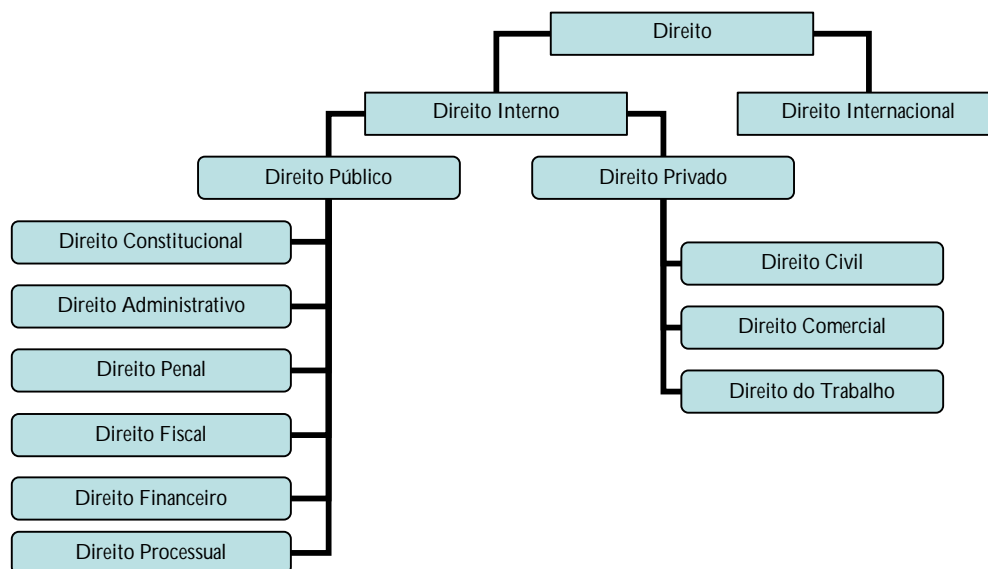 Direito
Direito Interno
Direito Internacional
Direito Público
Direito Privado
Direito Constitucional
Direito Administrativo
Direito Penal
Direito Fiscal
Direito Financeiro
Direito Processual
Direito Civil
Direito Comercial
Direito do Trabalho